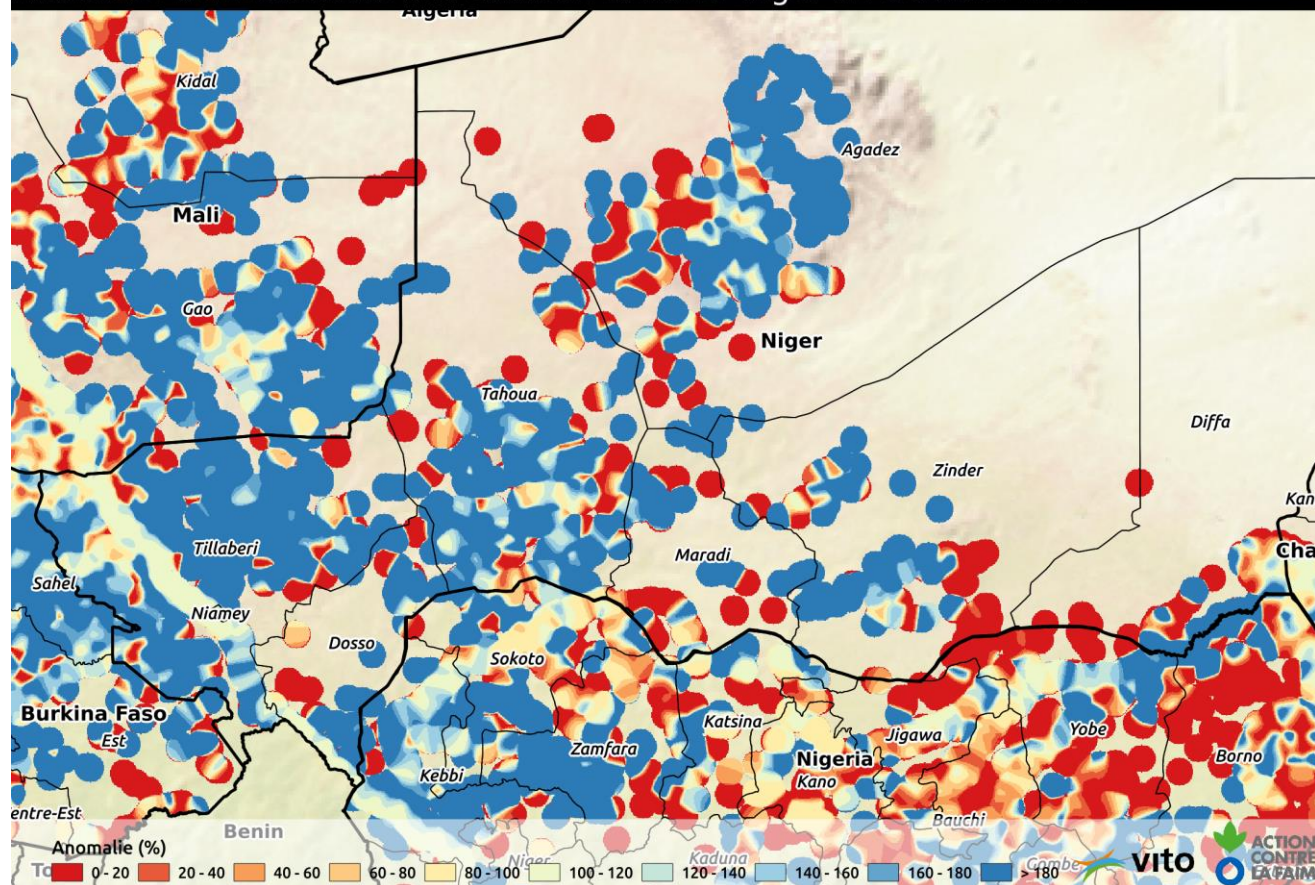 Algeria
Kidal
Agadez
Mali
Gao
Niger
Tahoua
Diffa
Zinder
Tillaberi
Maradi
Sahel
Niamey
Dosso
Sokoto
Burkina Faso
Est
Katsina
Jigawa
Yobe
Zamfara
Nigeria
Borno
Kebbi
Kano
Bauchi
entre-Est
Benin
Anomalie (%)
Niger
Kaduna
Gombe
0 - 20 20 - 40 40 - 60 60 - 80 80 - 100 100 - 120 120 - 140 140 - 160 160 - 180 > 180
vito
ACTION
CONTRE
LA FAIM